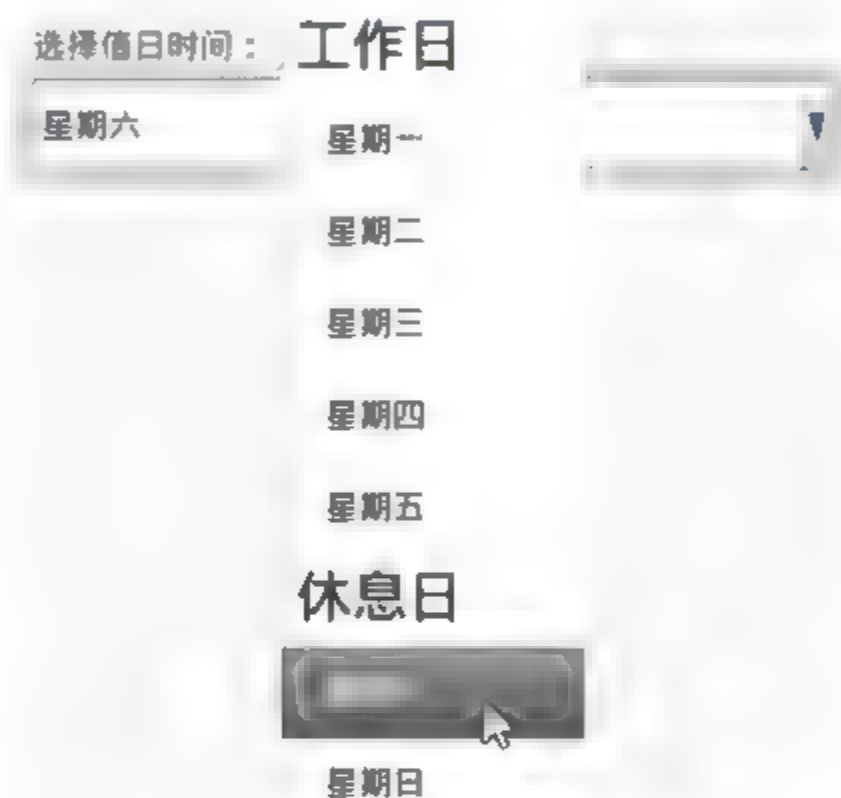 选择值日时间：
星期六
工作日
星期一
星期二
星期三
星期四
星期五
休息日
星期日